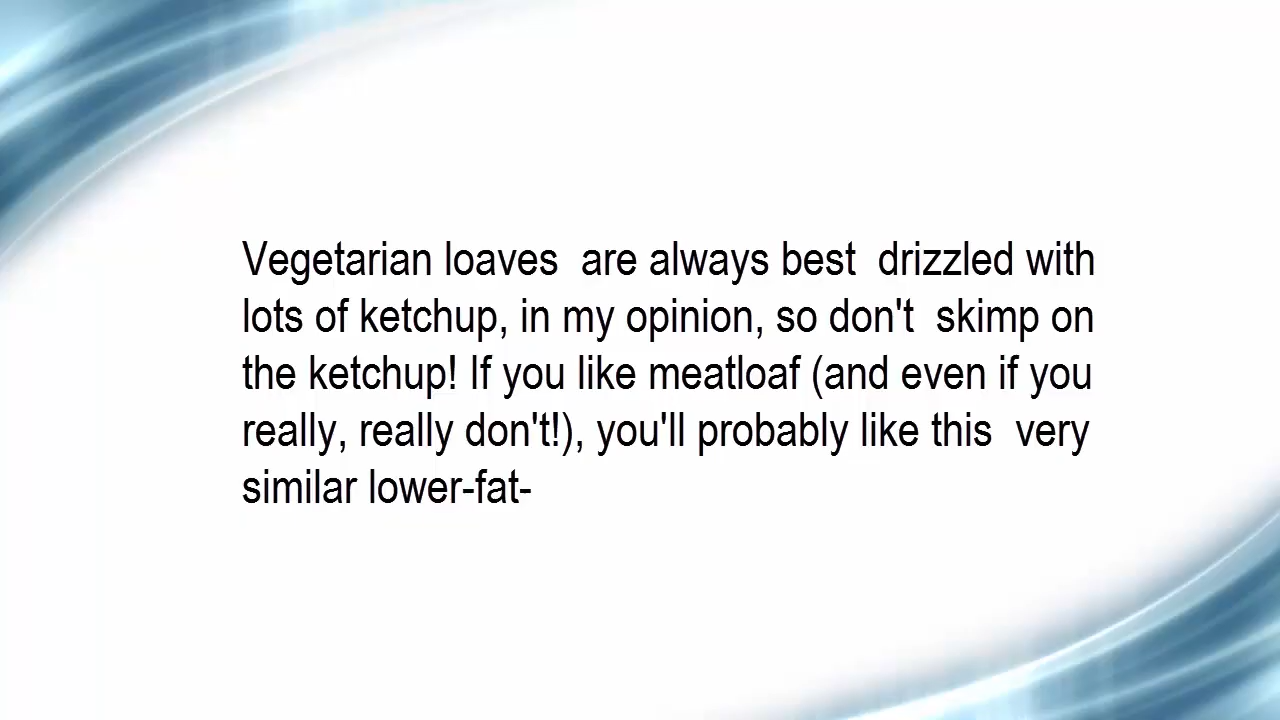 Vegetarian loaves  are always best  drizzled with
lots of ketchup, in my opinion, so don't  skimp on
the ketchup! If you like meatloaf (and even if you
really, really don't!), you'll probably like this  very
similar lower-fat-